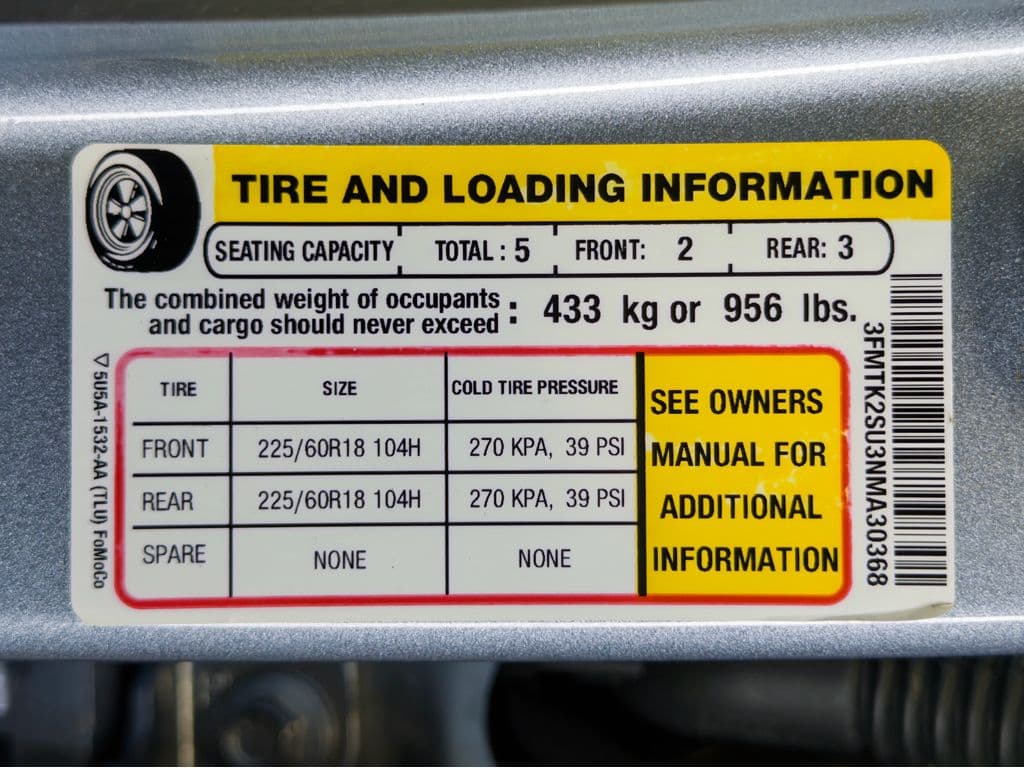 TIRE AND LOADING INFORMATION
SEATING CAPACITY TOTAL : 5 FRONT: 2 REAR: 3
The combined weight of occupants
and cargo should never exceed : 433 kg or 956 lbs.
TIRE SIZE COLD TIRE PRESSURE
FRONT 225/60R18 104H 270 KPA, 39 PSI
REAR 225/60R18 104H 270 KPA, 39 PSI
SPARE NONE NONE
SEE OWNERS
MANUAL FOR
ADDITIONAL
INFORMATION
5U5A-1532-AA (TLU) FoMoCo
3FMTK2SU3NMA30368